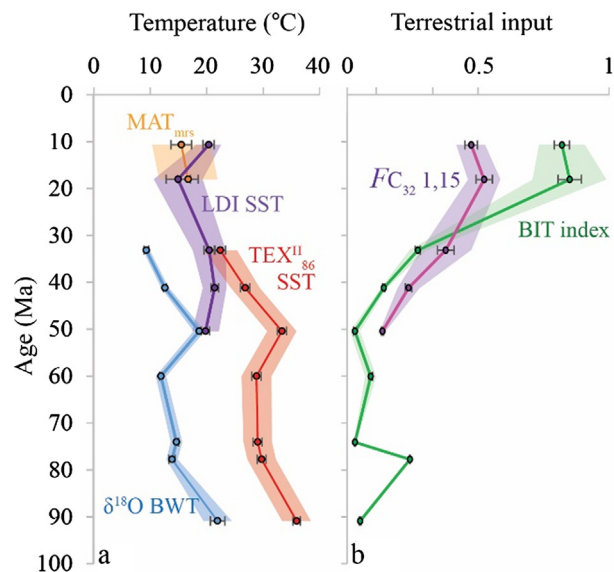 Temperature (°C)
Terrestrial input
0 10 20 30 40
0 0.5 1
Age (Ma)
0
10
20
30
40
50
60
70
80
90
100
MATmrs
LDI SST
TEXII86
SST
δ18O BWT
a
FC32 1,15
BIT index
b